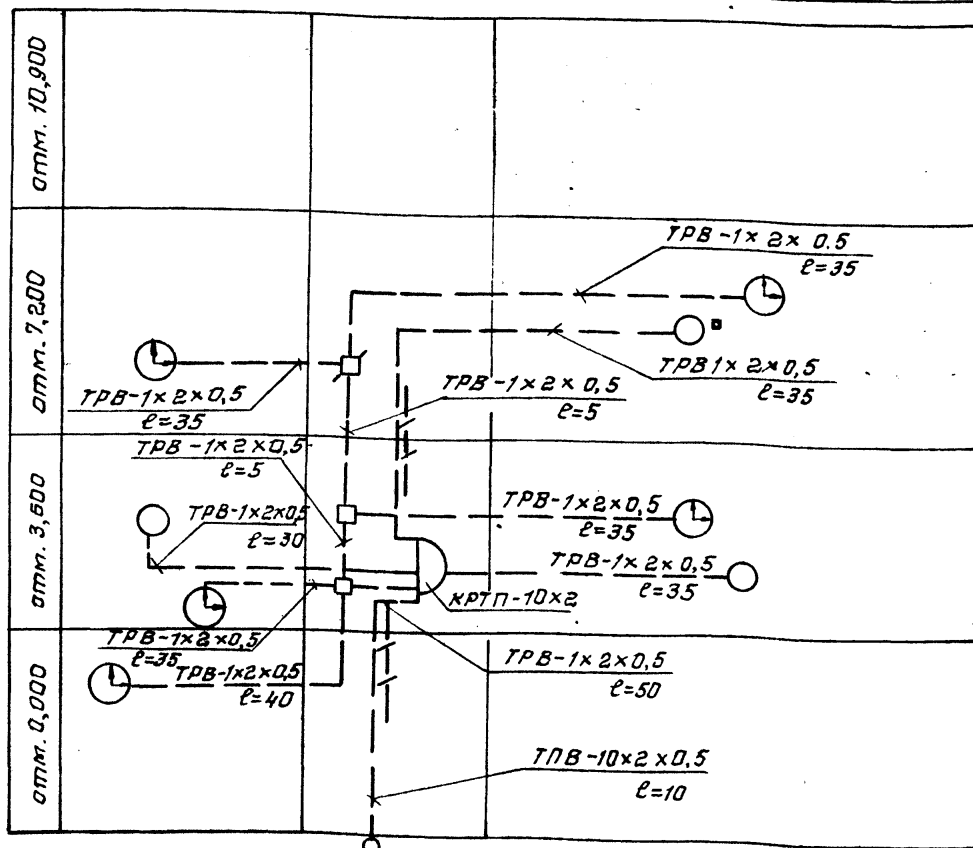 отм. 10,900
отм. 7,200
отм. 3,600
отм. 0,000
ТРВ-1×2×0.5
ℓ=35
ТРВ1×2×0,5
ℓ=35
ТРВ-1×2×0,5
ℓ=35
ТРВ-1×2×0,5
ℓ=5
ТРВ-1×2×0,5
ℓ=5
ТРВ-1×2×0,5
ℓ=30
ТРВ-1×2×0,5
ℓ=35
ТРВ-1×2×0,5
ℓ=35
КРТП-10×2
ТРВ-1×2×0,5
ℓ=35
ТРВ-1×2×0,5
ℓ=40
ТРВ-1×2×0,5
ℓ=50
ТПВ-10×2×0,5
ℓ=10